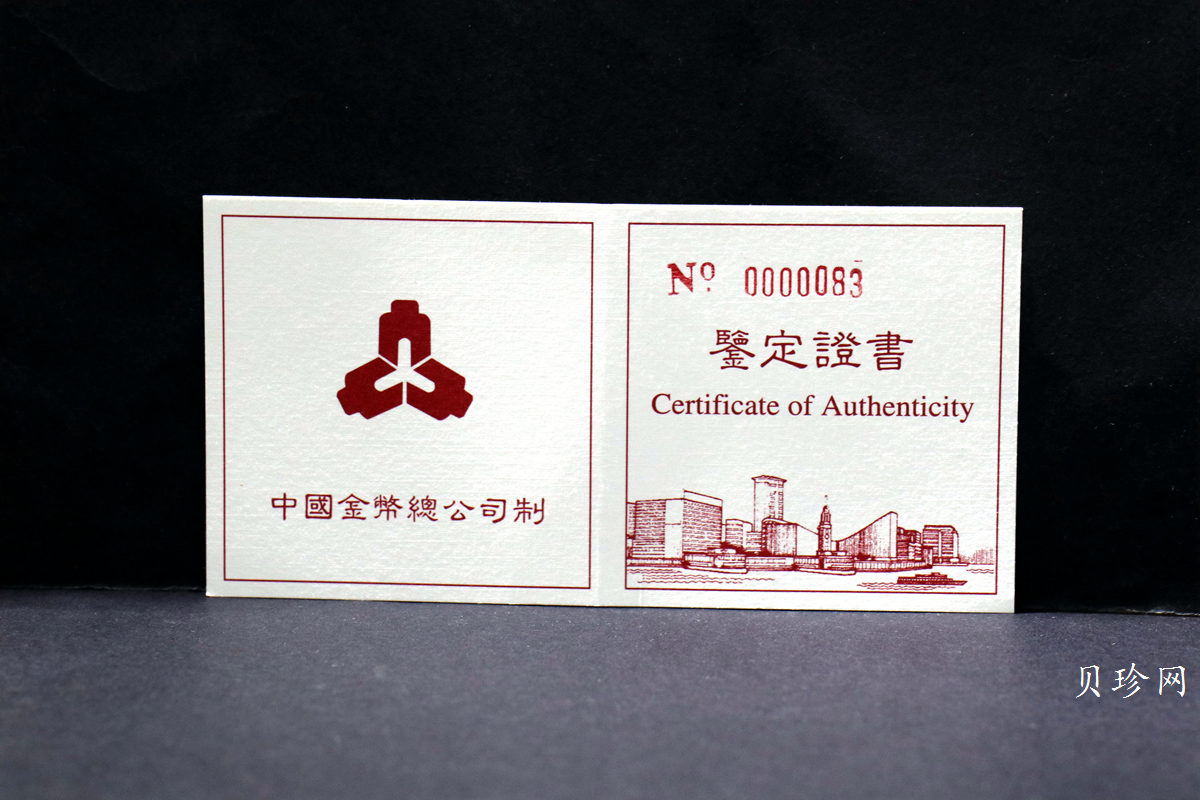 中國金幣總公司制
Nº 0000083
鑒定證書
Certificate of Authenticity
贝珍网